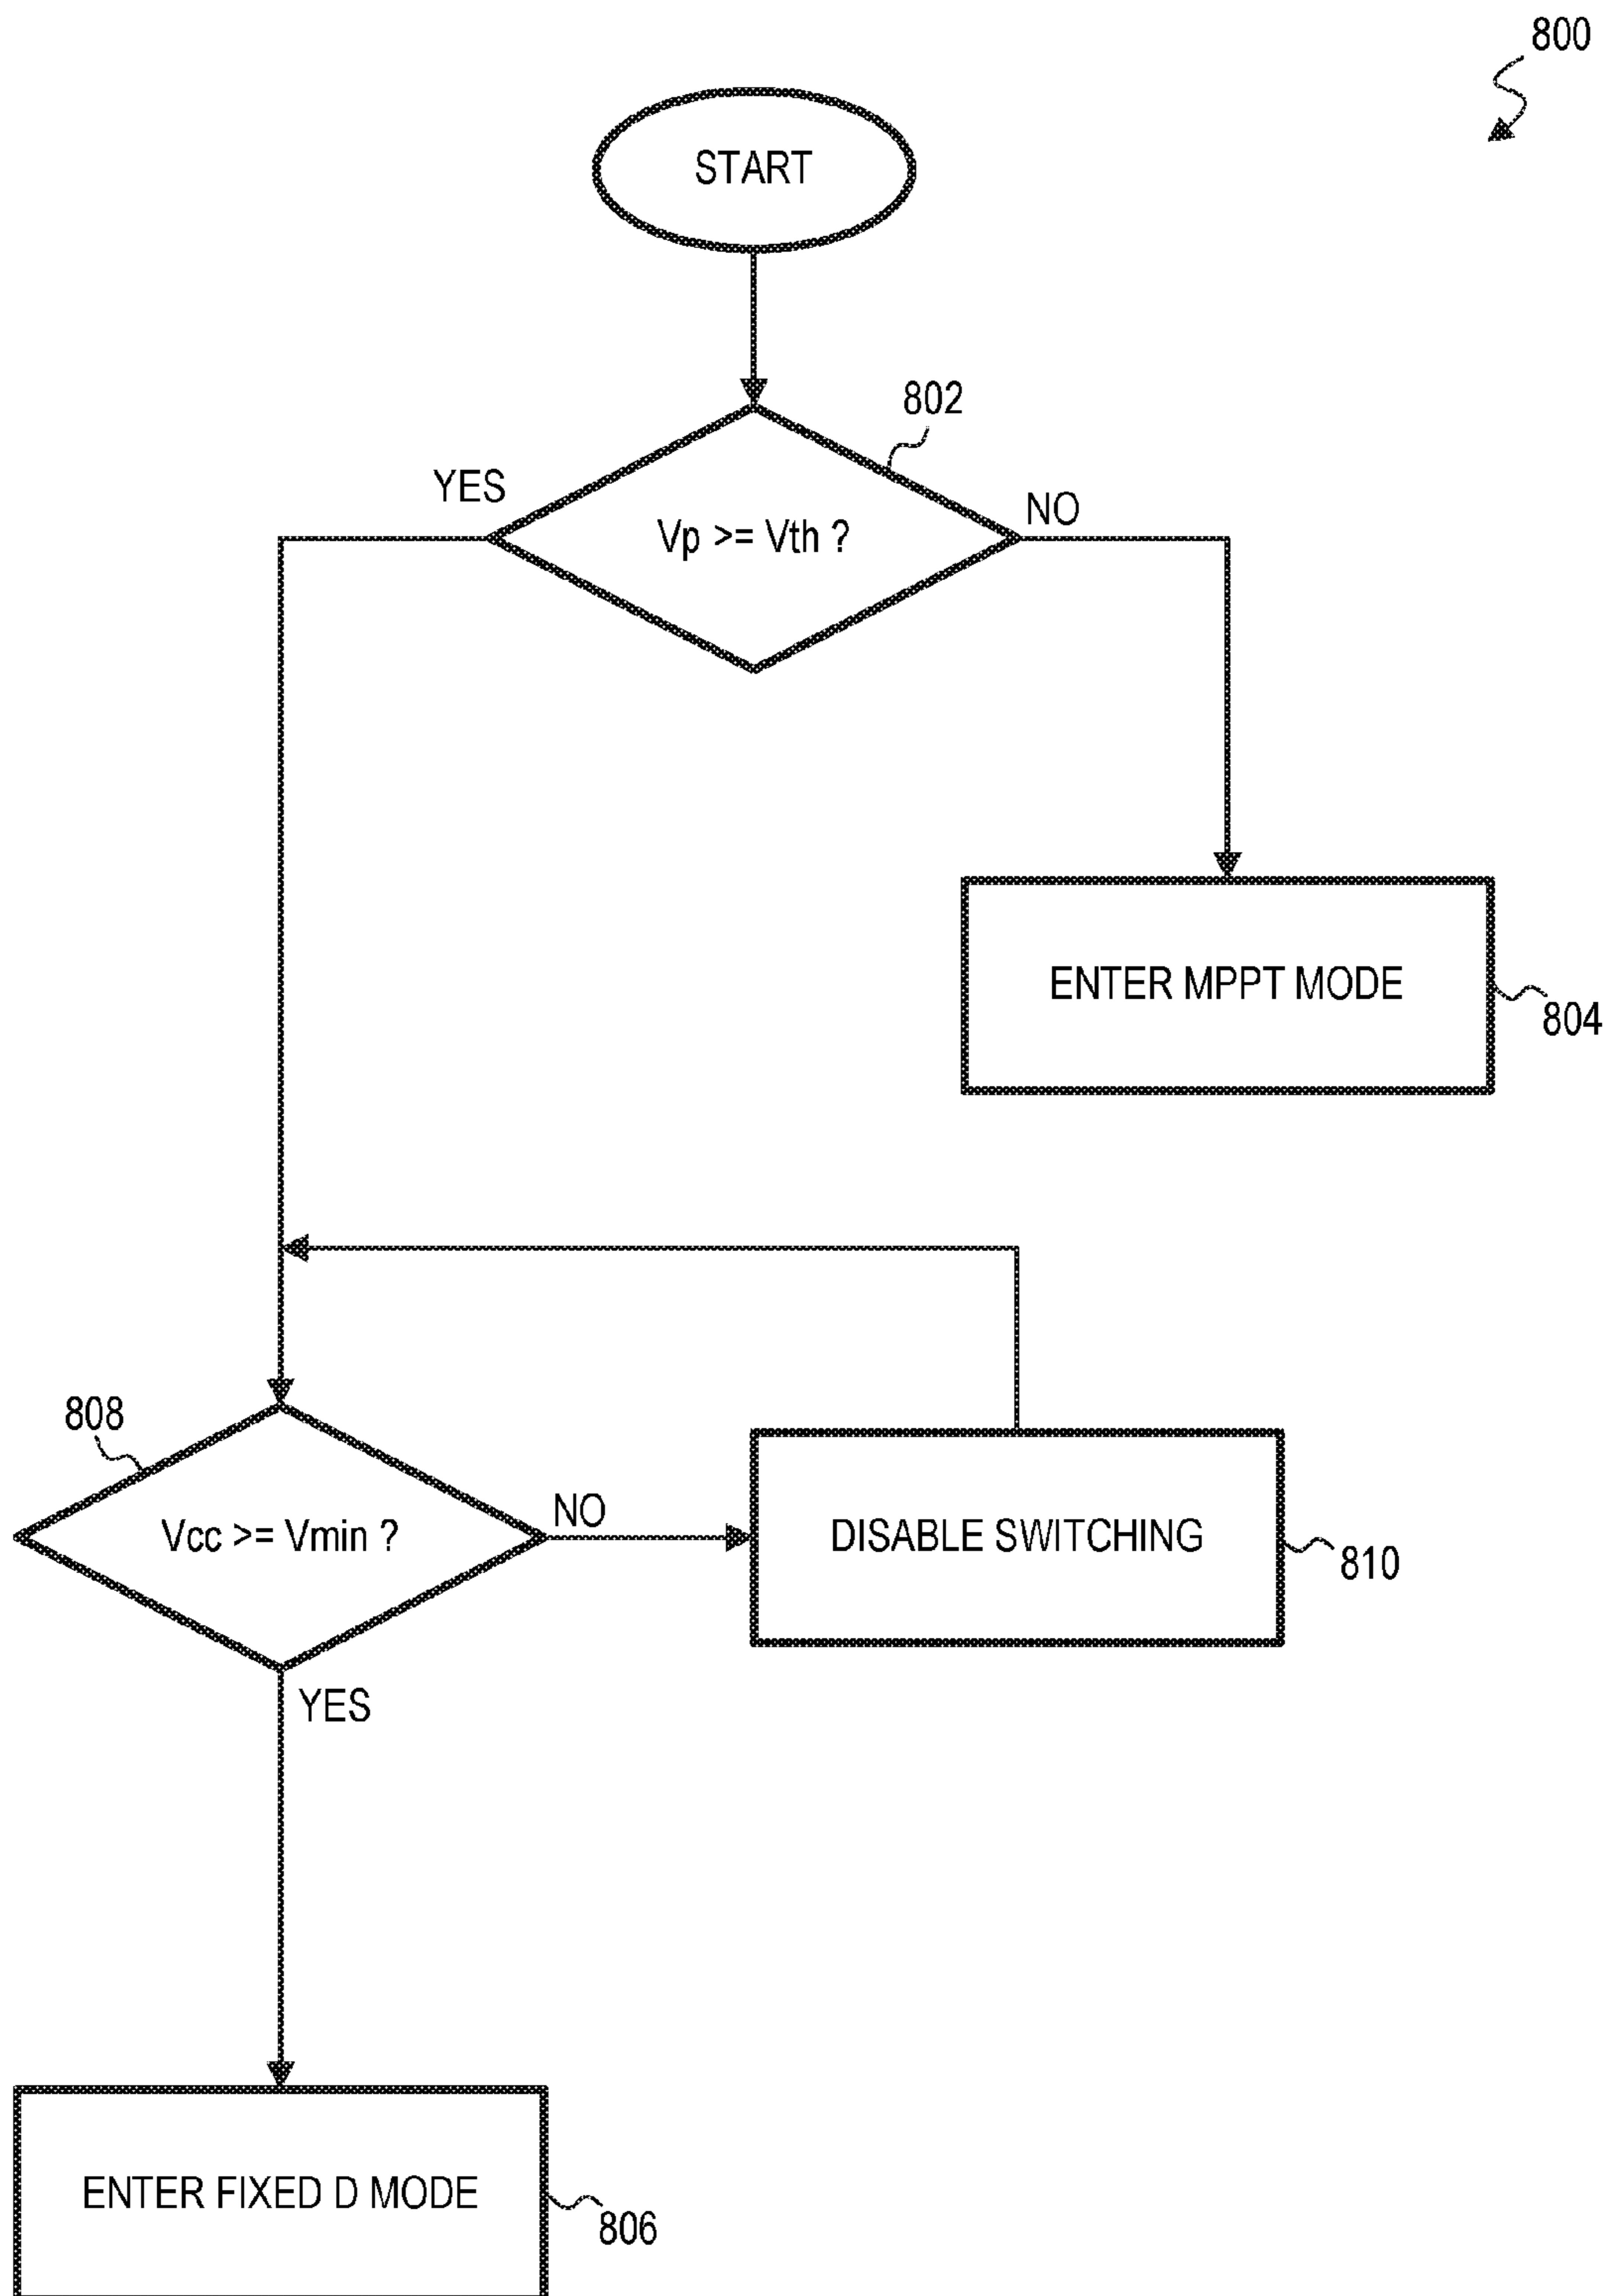 800
START
802
YES
NO
Vp >= Vth ?
ENTER MPPT MODE
804
808
Vcc >= Vmin ?
NO
DISABLE SWITCHING
810
YES
ENTER FIXED D MODE
806